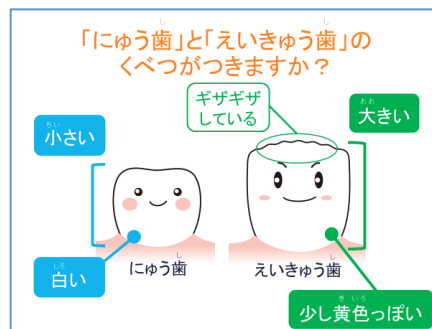 「にゅう歯」と「えいきゅう歯」の
くべつがつきますか？
ギザギザ
している
大きい
小さい
白い
にゅう歯
えいきゅう歯
少し黄色っぽい